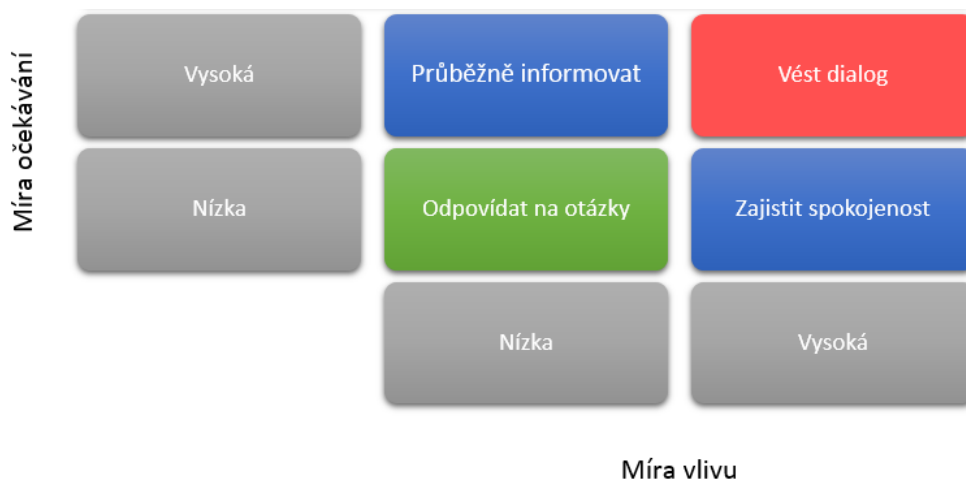 Míra očekávání
Vysoká
Průběžně informovat
Vést dialog
Nízka
Odpovídat na otázky
Zajistit spokojenost
Nízka
Vysoká
Míra vlivu